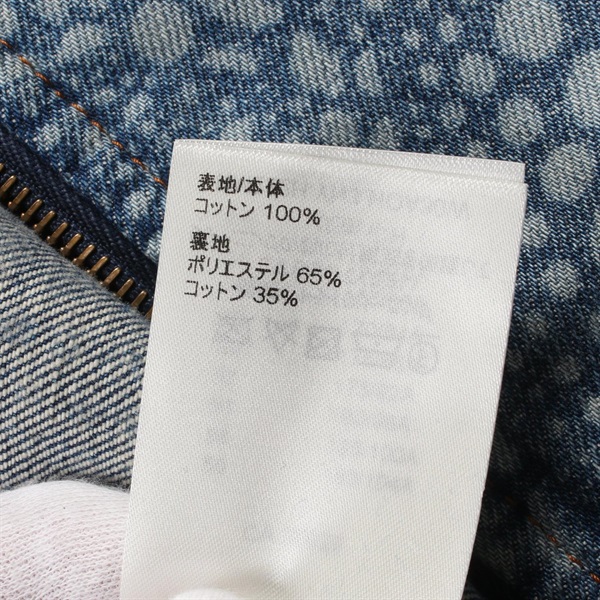 表地/本体
コットン 100%
裏地
ポリエステル 65%
コットン 35%